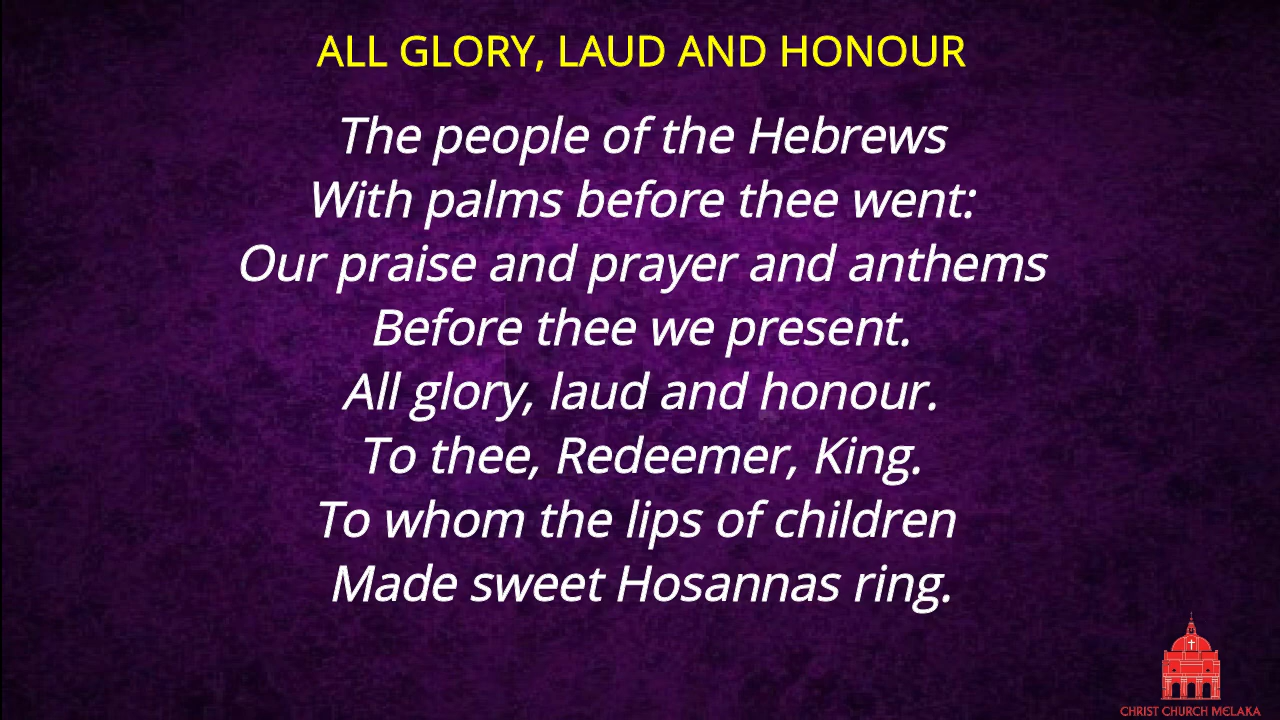 ALL GLORY, LAUD AND HONOUR
The people of the Hebrews
With palms before thee went:
Our praise and prayer and anthems
Before thee we present.
All glory, laud and honour.
To thee, Redeemer, King.
To whom the lips of children
Made sweet Hosannas ring.
CHRIST CHURCH MELAKA